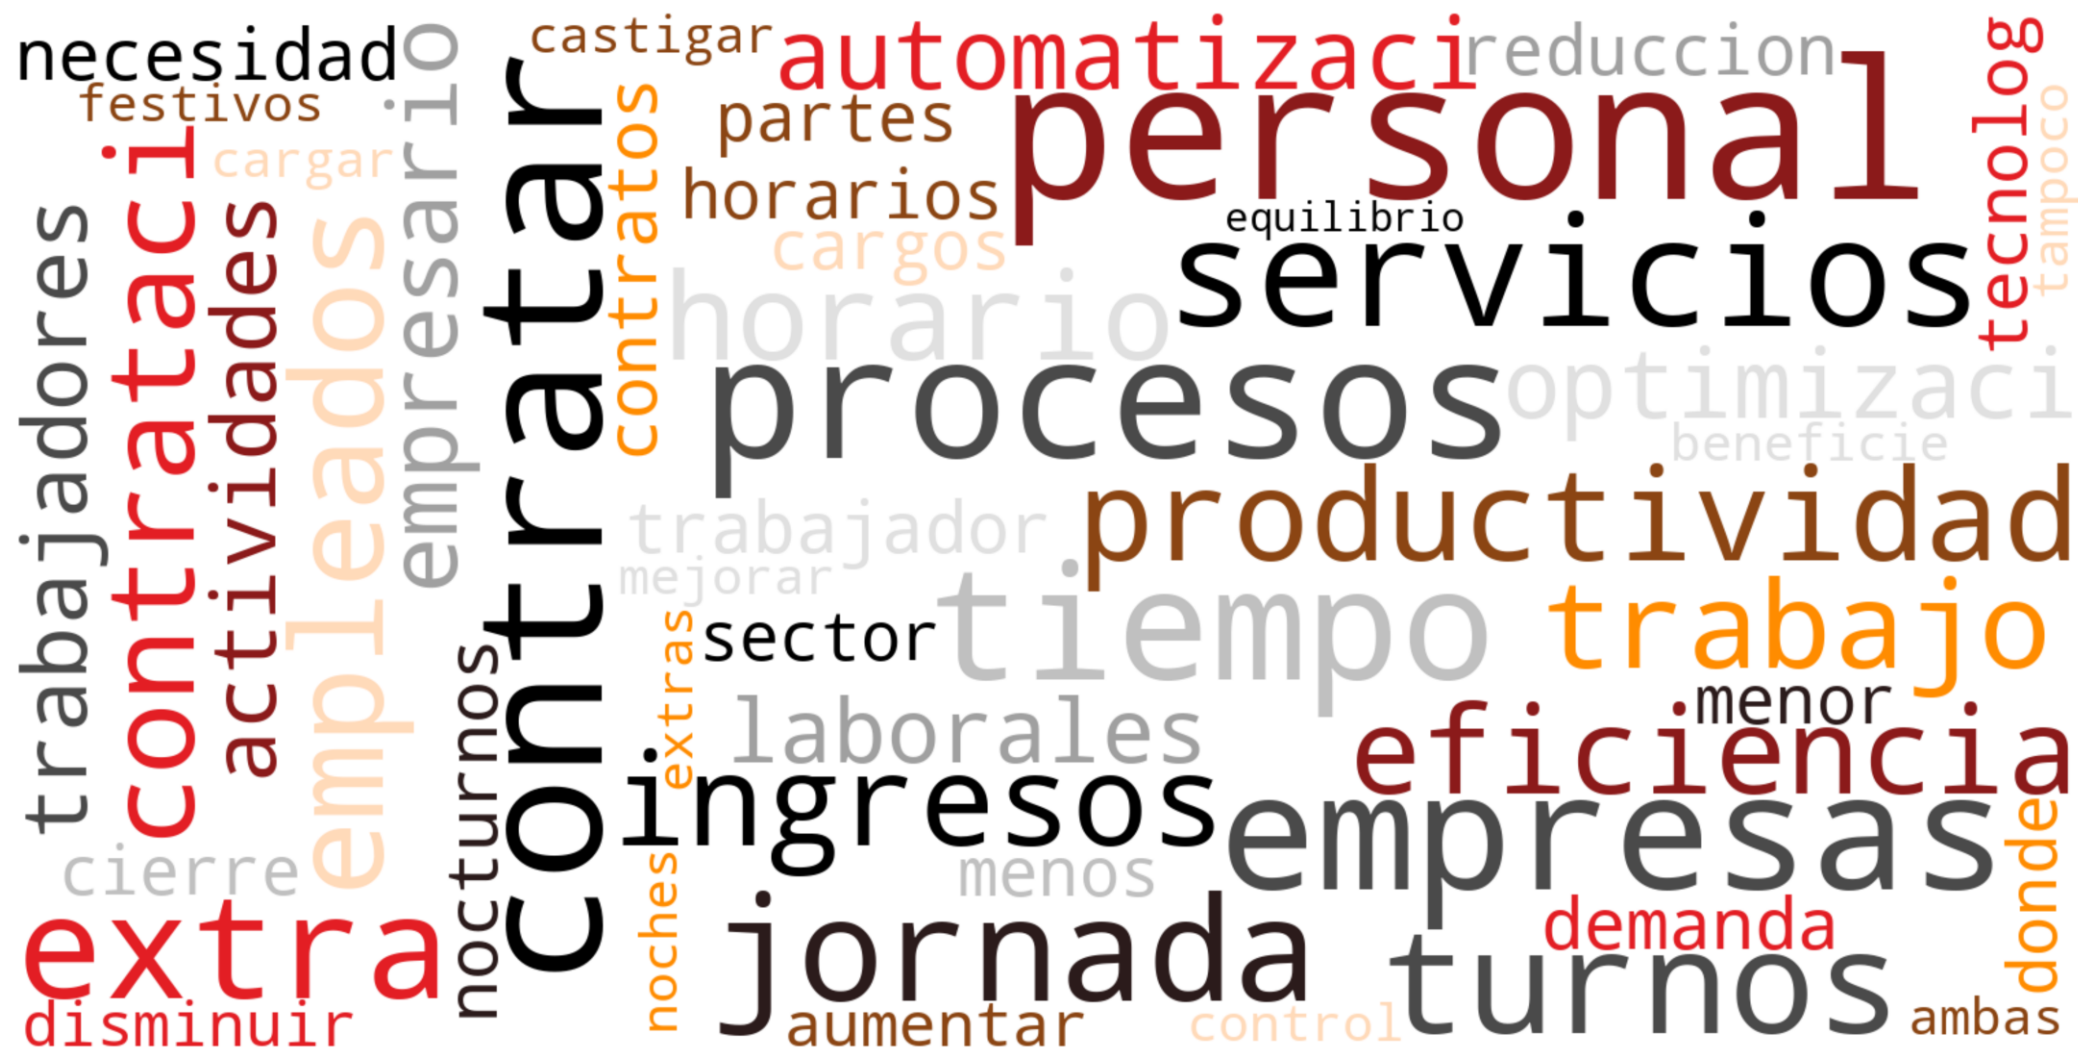 necesidad
festivos
cargar
trabajadores
contrataci
actividades
empleados
empresario
contratar
castigar
contratos
automatizaci
reduccion
partes
personal
horarios
cargos
equilibrio
servicios
tecnolog
tampoco
horario
procesos
optimizaci
beneficie
trabajador
mejorar
productividad
tiempo
trabajo
extras
sector
menor
laborales
eficiencia
nocturnos
ingresos
empresas
cierre
menos
noches
donde
extra
jornada
demanda
turnos
disminuir
aumentar
control
ambas